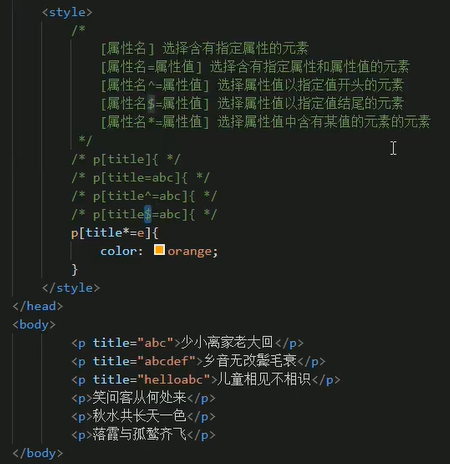 <style>
/*
[属性名] 选择含有指定属性的元素
[属性名=属性值] 选择含有指定属性和属性值的元素
[属性名^=属性值] 选择属性值以指定值开头的元素
[属性名$=属性值] 选择属性值以指定值结尾的元素
[属性名*=属性值] 选择属性值中含有某值的元素的元素
*/
/* p[title]{ */
/* p[title=abc]{ */
/* p[title^=abc]{ */
/* p[title$=abc]{ */
p[title*=e]{
color: orange;
}
</style>
</head>
<body>
<p title="abc">少小离家老大回</p>
<p title="abcdef">乡音无改鬓毛衰</p>
<p title="helloabc">儿童相见不相识</p>
<p>笑问客从何处来</p>
<p>秋水共长天一色</p>
<p>落霞与孤鹜齐飞</p>
</body>